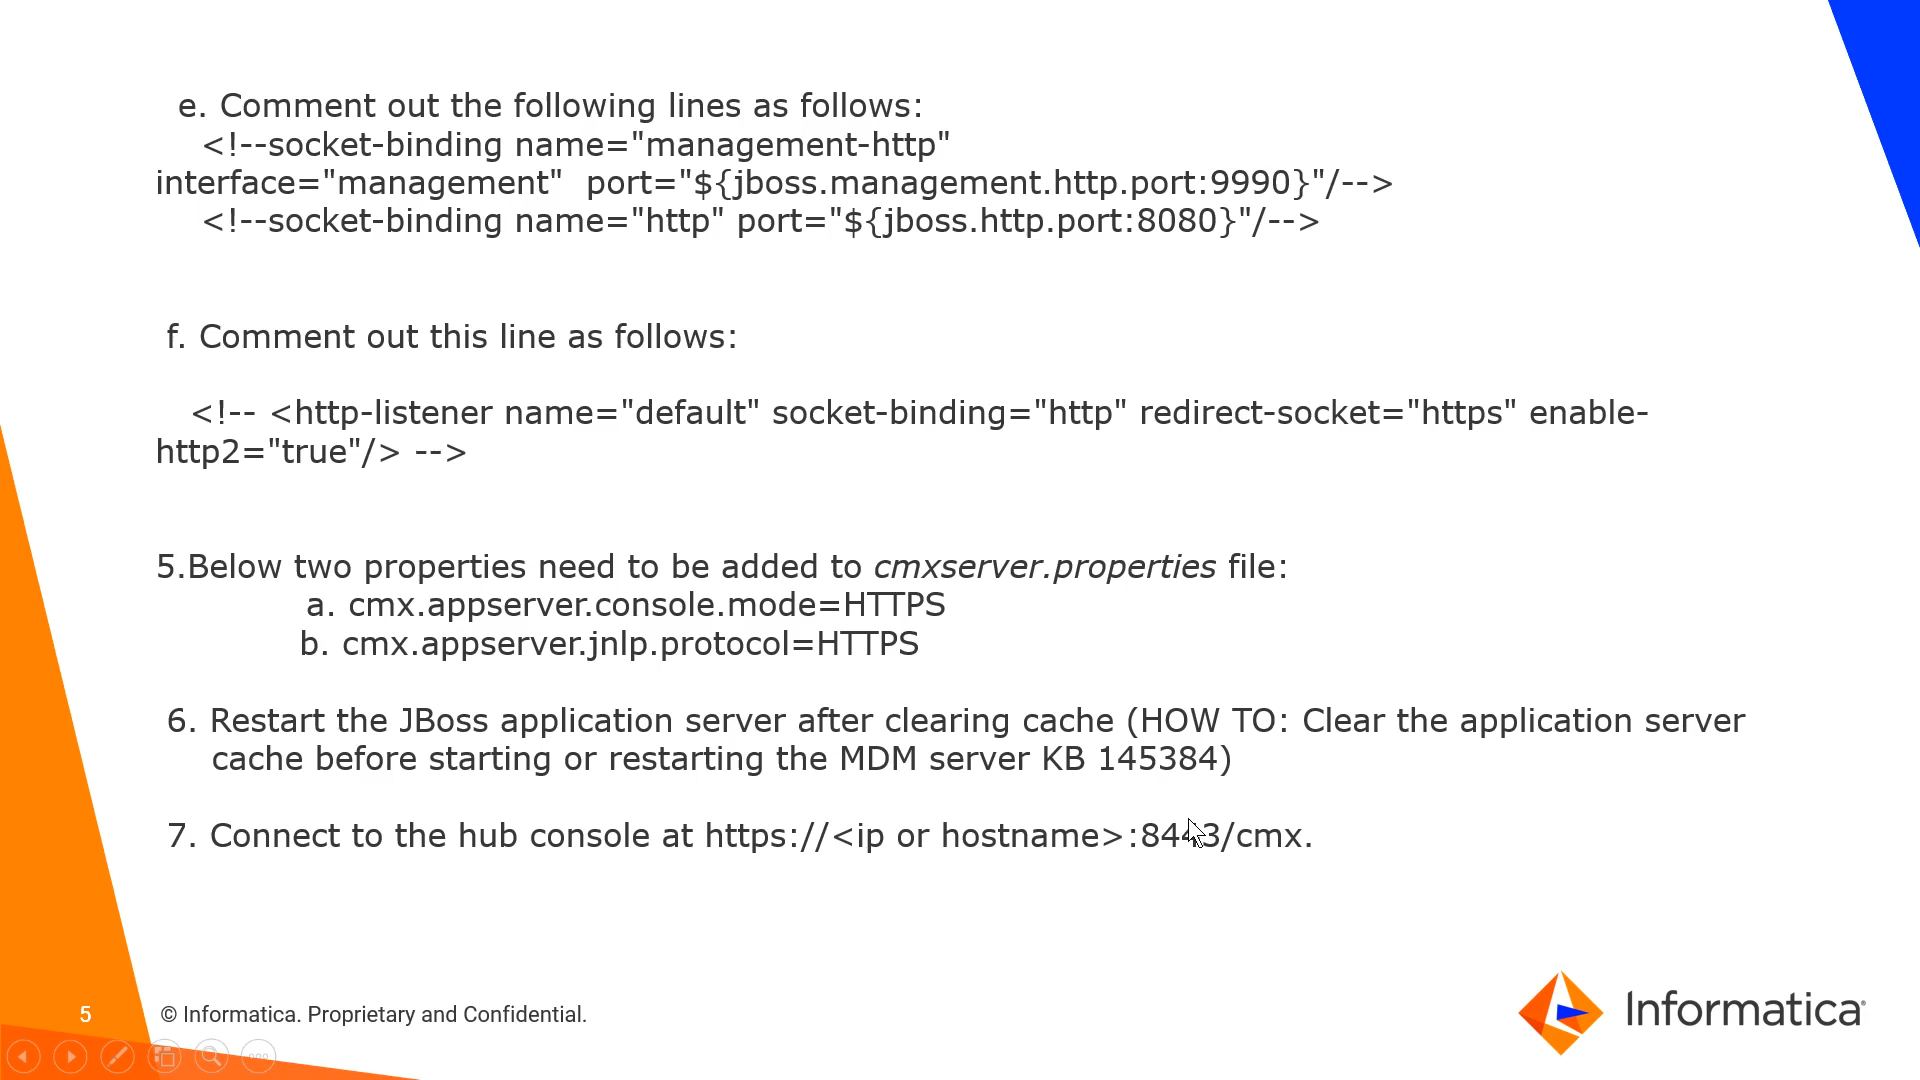 e. Comment out the following lines as follows:
<!--socket-binding name="management-http"
interface="management"  port="${jboss.management.http.port:9990}"/-->
<!--socket-binding name="http" port="${jboss.http.port:8080}"/-->
f. Comment out this line as follows:
<!-- <http-listener name="default" socket-binding="http" redirect-socket="https" enable-
http2="true"/> -->
5.Below two properties need to be added to cmxserver.properties file:
a. cmx.appserver.console.mode=HTTPS
b. cmx.appserver.jnlp.protocol=HTTPS
6. Restart the JBoss application server after clearing cache (HOW TO: Clear the application server
cache before starting or restarting the MDM server KB 145384)
7. Connect to the hub console at https://<ip or hostname>:8443/cmx.
5
© Informatica. Proprietary and Confidential.
Informatica®